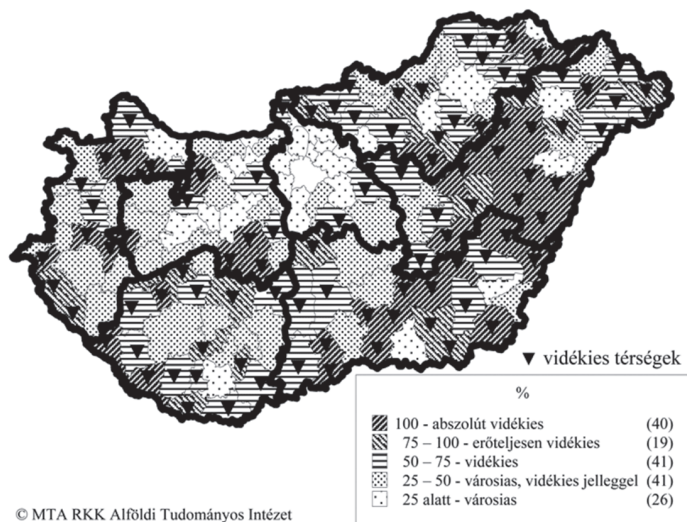 ▼ vidékies térségek
%
100 - abszolút vidékies (40)
75 – 100 - erőteljesen vidékies (19)
50 – 75 - vidékies (41)
25 – 50 - városias, vidékies jelleggel (41)
25 alatt - városias (26)
© MTA RKK Alföldi Tudományos Intézet